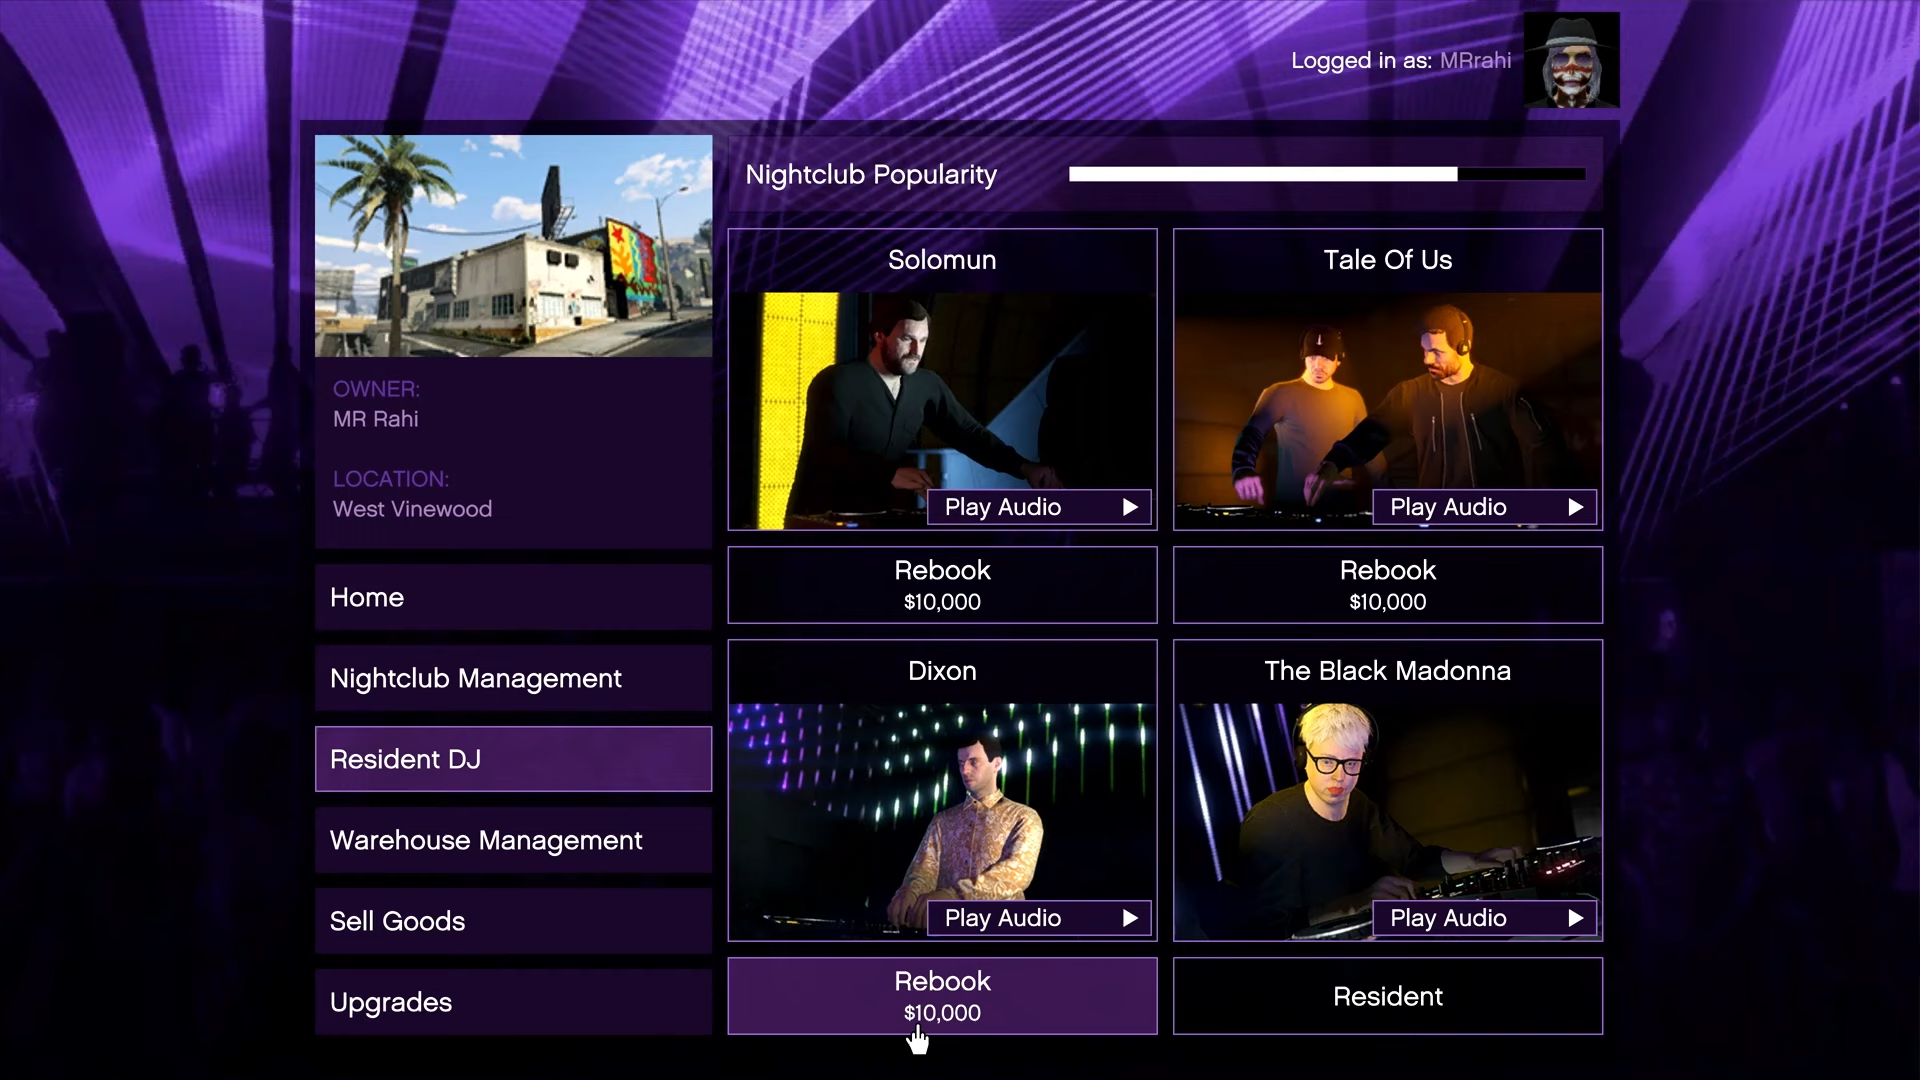 Logged in as: MRrahi
Nightclub Popularity
OWNER:
MR Rahi
LOCATION:
West Vinewood
Home
Nightclub Management
Resident DJ
Warehouse Management
Sell Goods
Upgrades
Solomun
Play Audio
Rebook
$10,000
Tale Of Us
Play Audio
Rebook
$10,000
Dixon
Play Audio
Rebook
$10,000
The Black Madonna
Play Audio
Resident